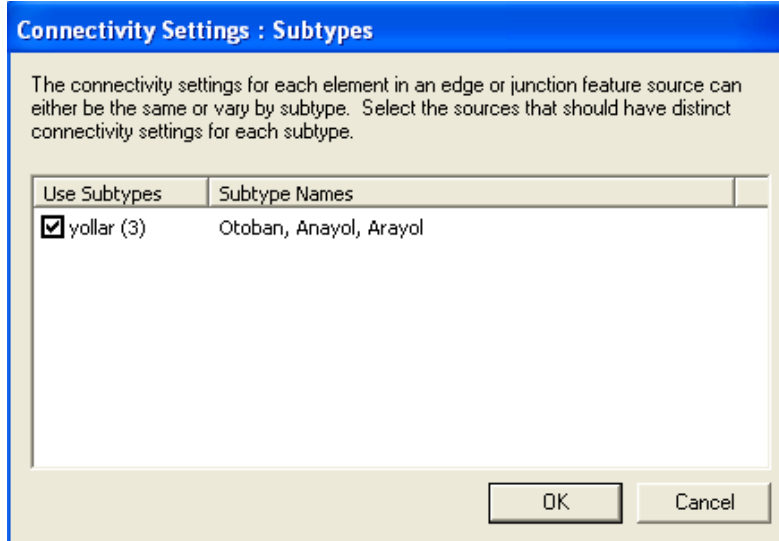 Connectivity Settings : Subtypes
The connectivity settings for each element in an edge or junction feature source can
either be the same or vary by subtype.  Select the sources that should have distinct
connectivity settings for each subtype.
Use Subtypes Subtype Names
yollar (3) Otoban, Anayol, Arayol
OK Cancel